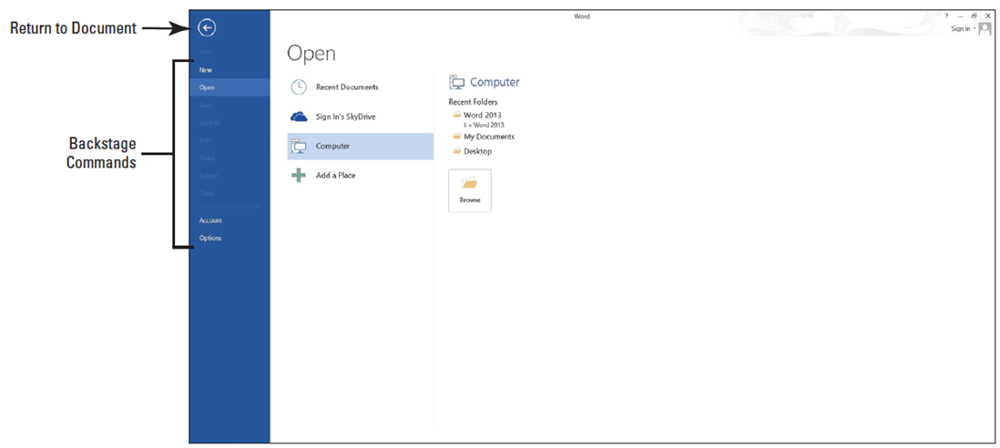 Word
?
Return to Document
Sign In
Info
New
Open
Save
Save As
Print
Share
Export
Close
Account
Options
Backstage
Commands
Open
Recent Documents
Sign In's SkyDrive
Computer
Add a Place
Computer
Recent Folders
Word 2013
I: » Word 2013
My Documents
Desktop
Browse